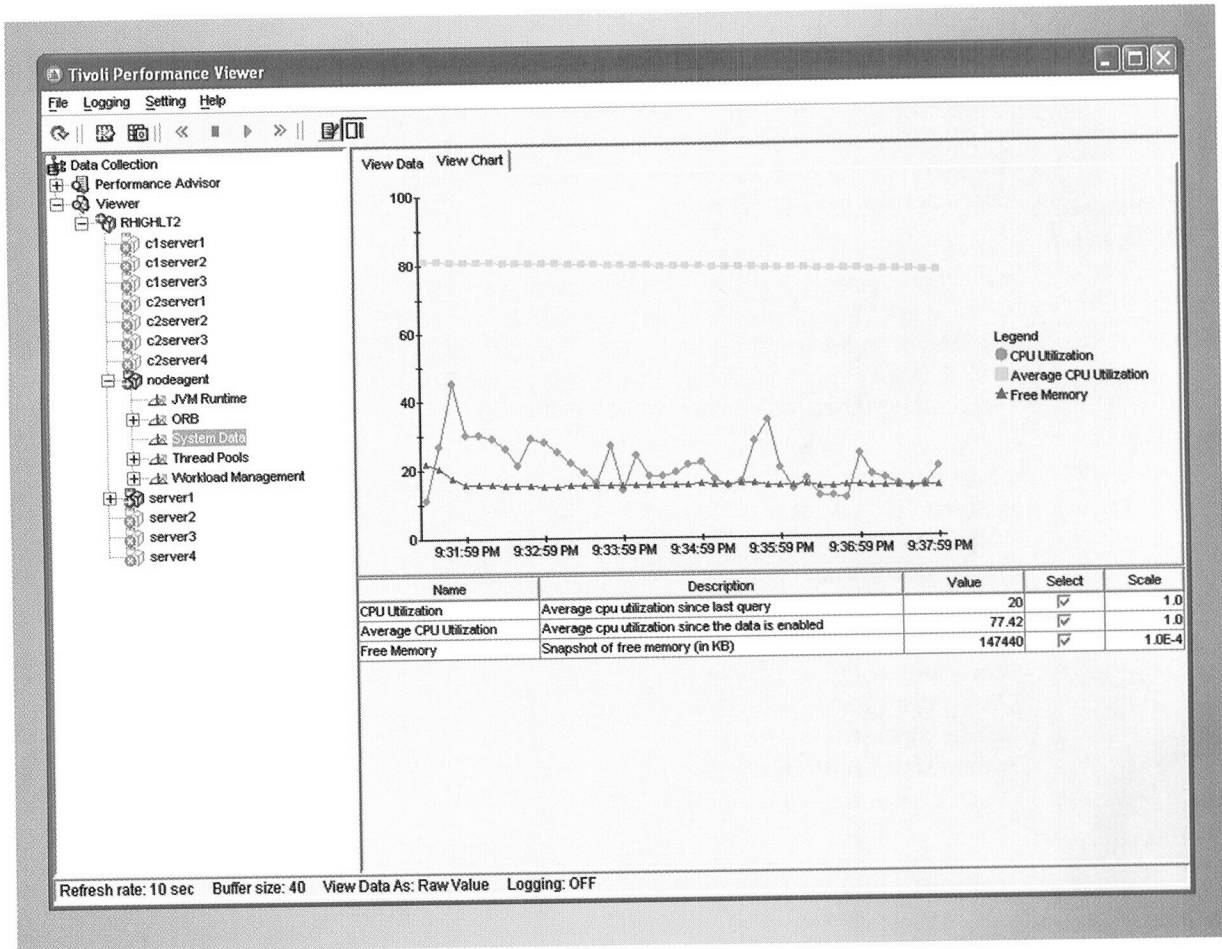 Tivoli Performance Viewer
File Logging Setting Help
Data Collection
Performance Advisor
Viewer
RHIGHLT2
c1server1
c1server2
c1server3
c2server1
c2server2
c2server3
c2server4
nodeagent
JVM Runtime
ORB
System Data
Thread Pools
Workload Management
server1
server2
server3
server4
View Data View Chart
100
80
60
40
20
0
9:31:59 PM 9:32:59 PM 9:33:59 PM 9:34:59 PM 9:35:59 PM 9:36:59 PM 9:37:59 PM
Legend
CPU Utilization
Average CPU Utilization
Free Memory
Name Description Value Select Scale
CPU Utilization Average cpu utilization since last query 20 1.0
Average CPU Utilization Average cpu utilization since the data is enabled 77.42 1.0
Free Memory Snapshot of free memory (in KB) 147440 1.0E-4
Refresh rate: 10 sec Buffer size: 40 View Data As: Raw Value Logging: OFF